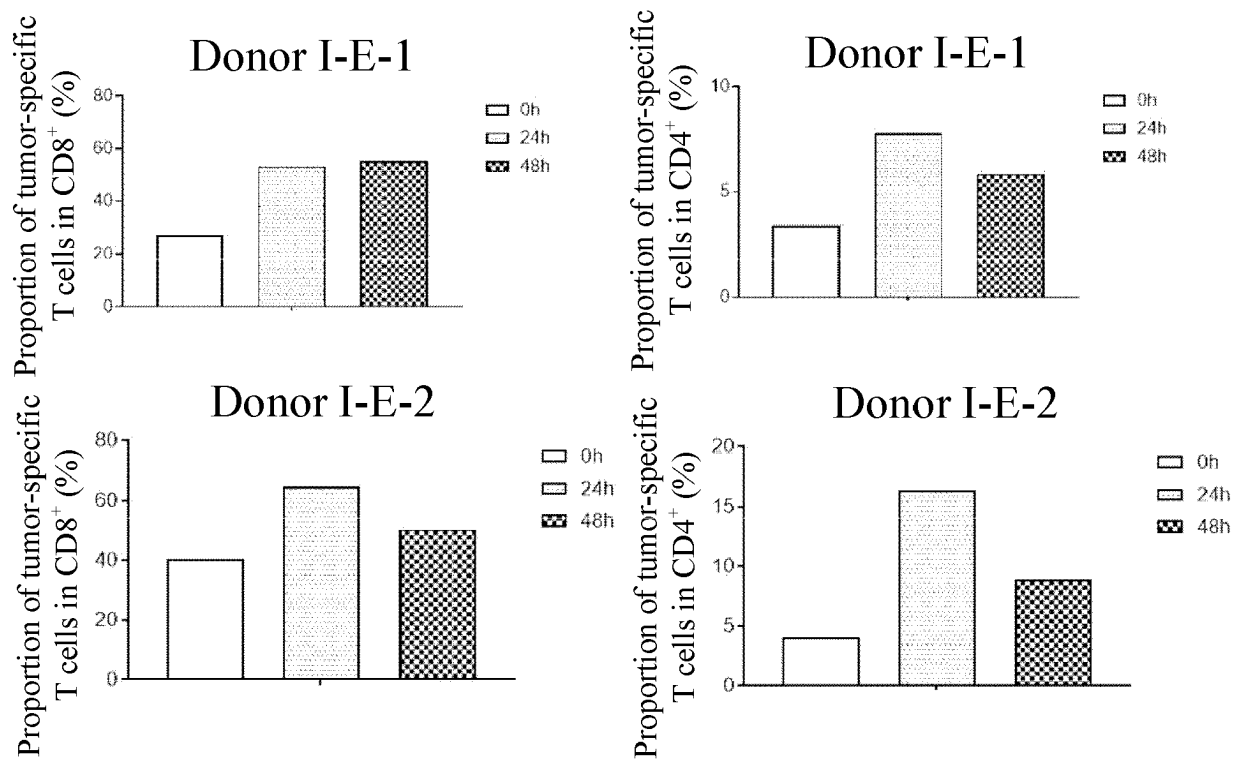 Donor I-E-1
Proportion of tumor-specific
T cells in CD8⁺ (%)
80
60
40
20
0
0h
24h
48h
Donor I-E-1
Proportion of tumor-specific
T cells in CD4⁺ (%)
10
5
0
0h
24h
48h
Donor I-E-2
Proportion of tumor-specific
T cells in CD8⁺ (%)
80
60
40
20
0
0h
24h
48h
Donor I-E-2
Proportion of tumor-specific
T cells in CD4⁺ (%)
20
15
10
5
0
0h
24h
48h